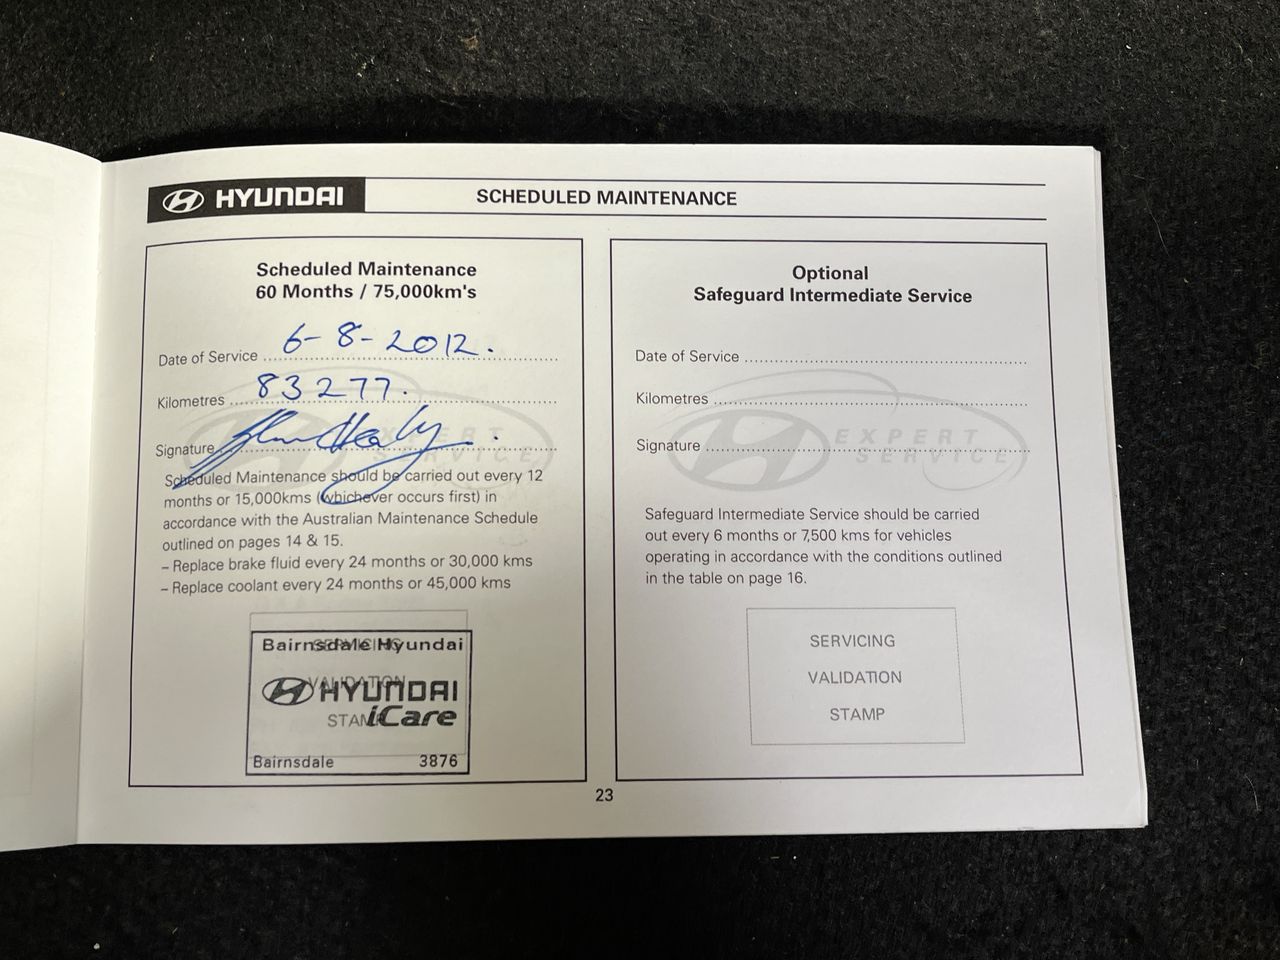 HYUNDAI
SCHEDULED MAINTENANCE
Scheduled Maintenance
60 Months / 75,000km's
Date of Service 6-8-2012.
Kilometres 83277.
Signature
EXPERT
SERVICE
Scheduled Maintenance should be carried out every 12
months or 15,000kms (whichever occurs first) in
accordance with the Australian Maintenance Schedule
outlined on pages 14 & 15.
– Replace brake fluid every 24 months or 30,000 kms
– Replace coolant every 24 months or 45,000 kms
SERVICING
VALIDATION
STAMP
Bairnsdale Hyundai
HYUNDAI
iCare
Bairnsdale 3876
Optional
Safeguard Intermediate Service
Date of Service
Kilometres
Signature
EXPERT
SERVICE
Safeguard Intermediate Service should be carried
out every 6 months or 7,500 kms for vehicles
operating in accordance with the conditions outlined
in the table on page 16.
SERVICING
VALIDATION
STAMP
23